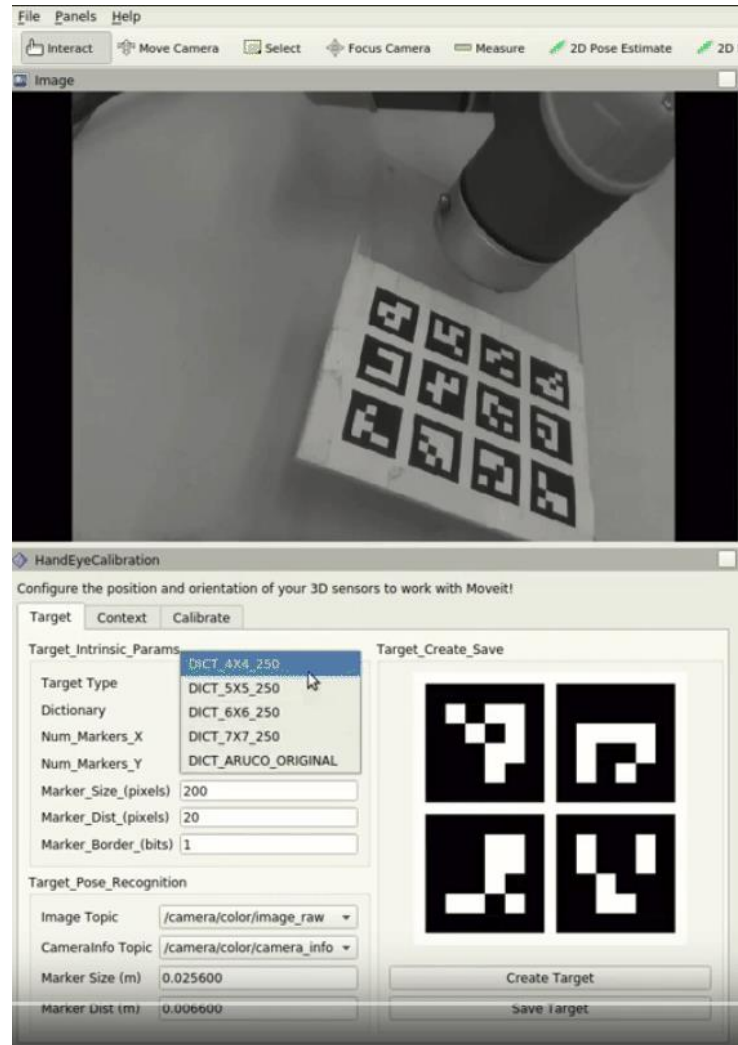 File Panels Help
Interact Move Camera Select Focus Camera Measure 2D Pose Estimate 2D
Image
HandEyeCalibration
Configure the position and orientation of your 3D sensors to work with Moveit!
Target Context Calibrate
Target_Intrinsic_Params
Target Type
Dictionary
Num_Markers_X
Num_Markers_Y
DICT_4X4_250
DICT_5X5_250
DICT_6X6_250
DICT_7X7_250
DICT_ARUCO_ORIGINAL
Marker_Size_(pixels) 200
Marker_Dist_(pixels) 20
Marker_Border_(bits) 1
Target_Pose_Recognition
Image Topic /camera/color/image_raw
CameraInfo Topic /camera/color/camera_info
Marker Size (m) 0.025600
Marker Dist (m) 0.006600
Target_Create_Save
Create Target
Save Target